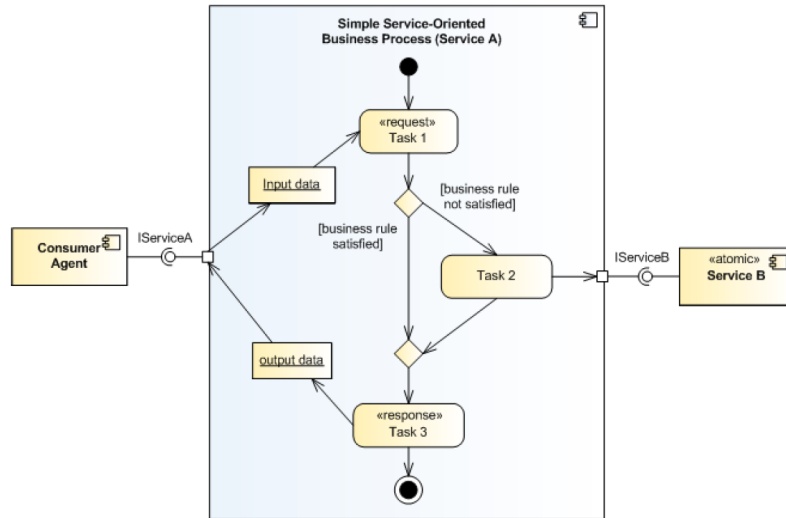 Simple Service-Oriented
Business Process (Service A)
«request»
Task 1
Input data
[business rule
not satisfied]
[business rule
satisfied]
IServiceA
Consumer
Agent
Task 2
IServiceB
«atomic»
Service B
output data
«response»
Task 3